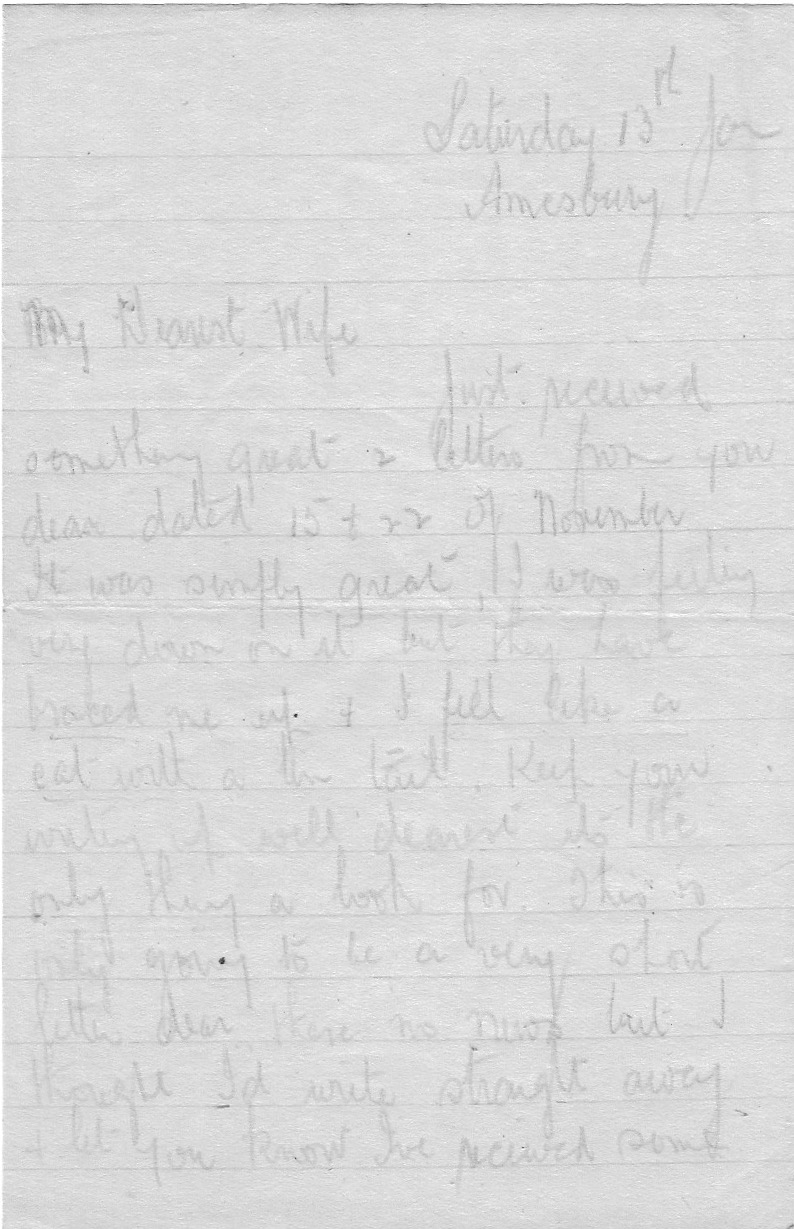 Saturday 13th Jan
Amesbury
My Dearest Wife
Just received
something great 2 letters from you
dear dated 15 + 22 of November
It was simply great, I was feeling
very down on it but they have
braced me up. + I feel like a
cat with a tin tail. Keep your
writing up well dearest its the
only thing a look for. This is
only going to be a very short
letter dear, there no news but I
thought I'd write straight away
+ let you know I've received some